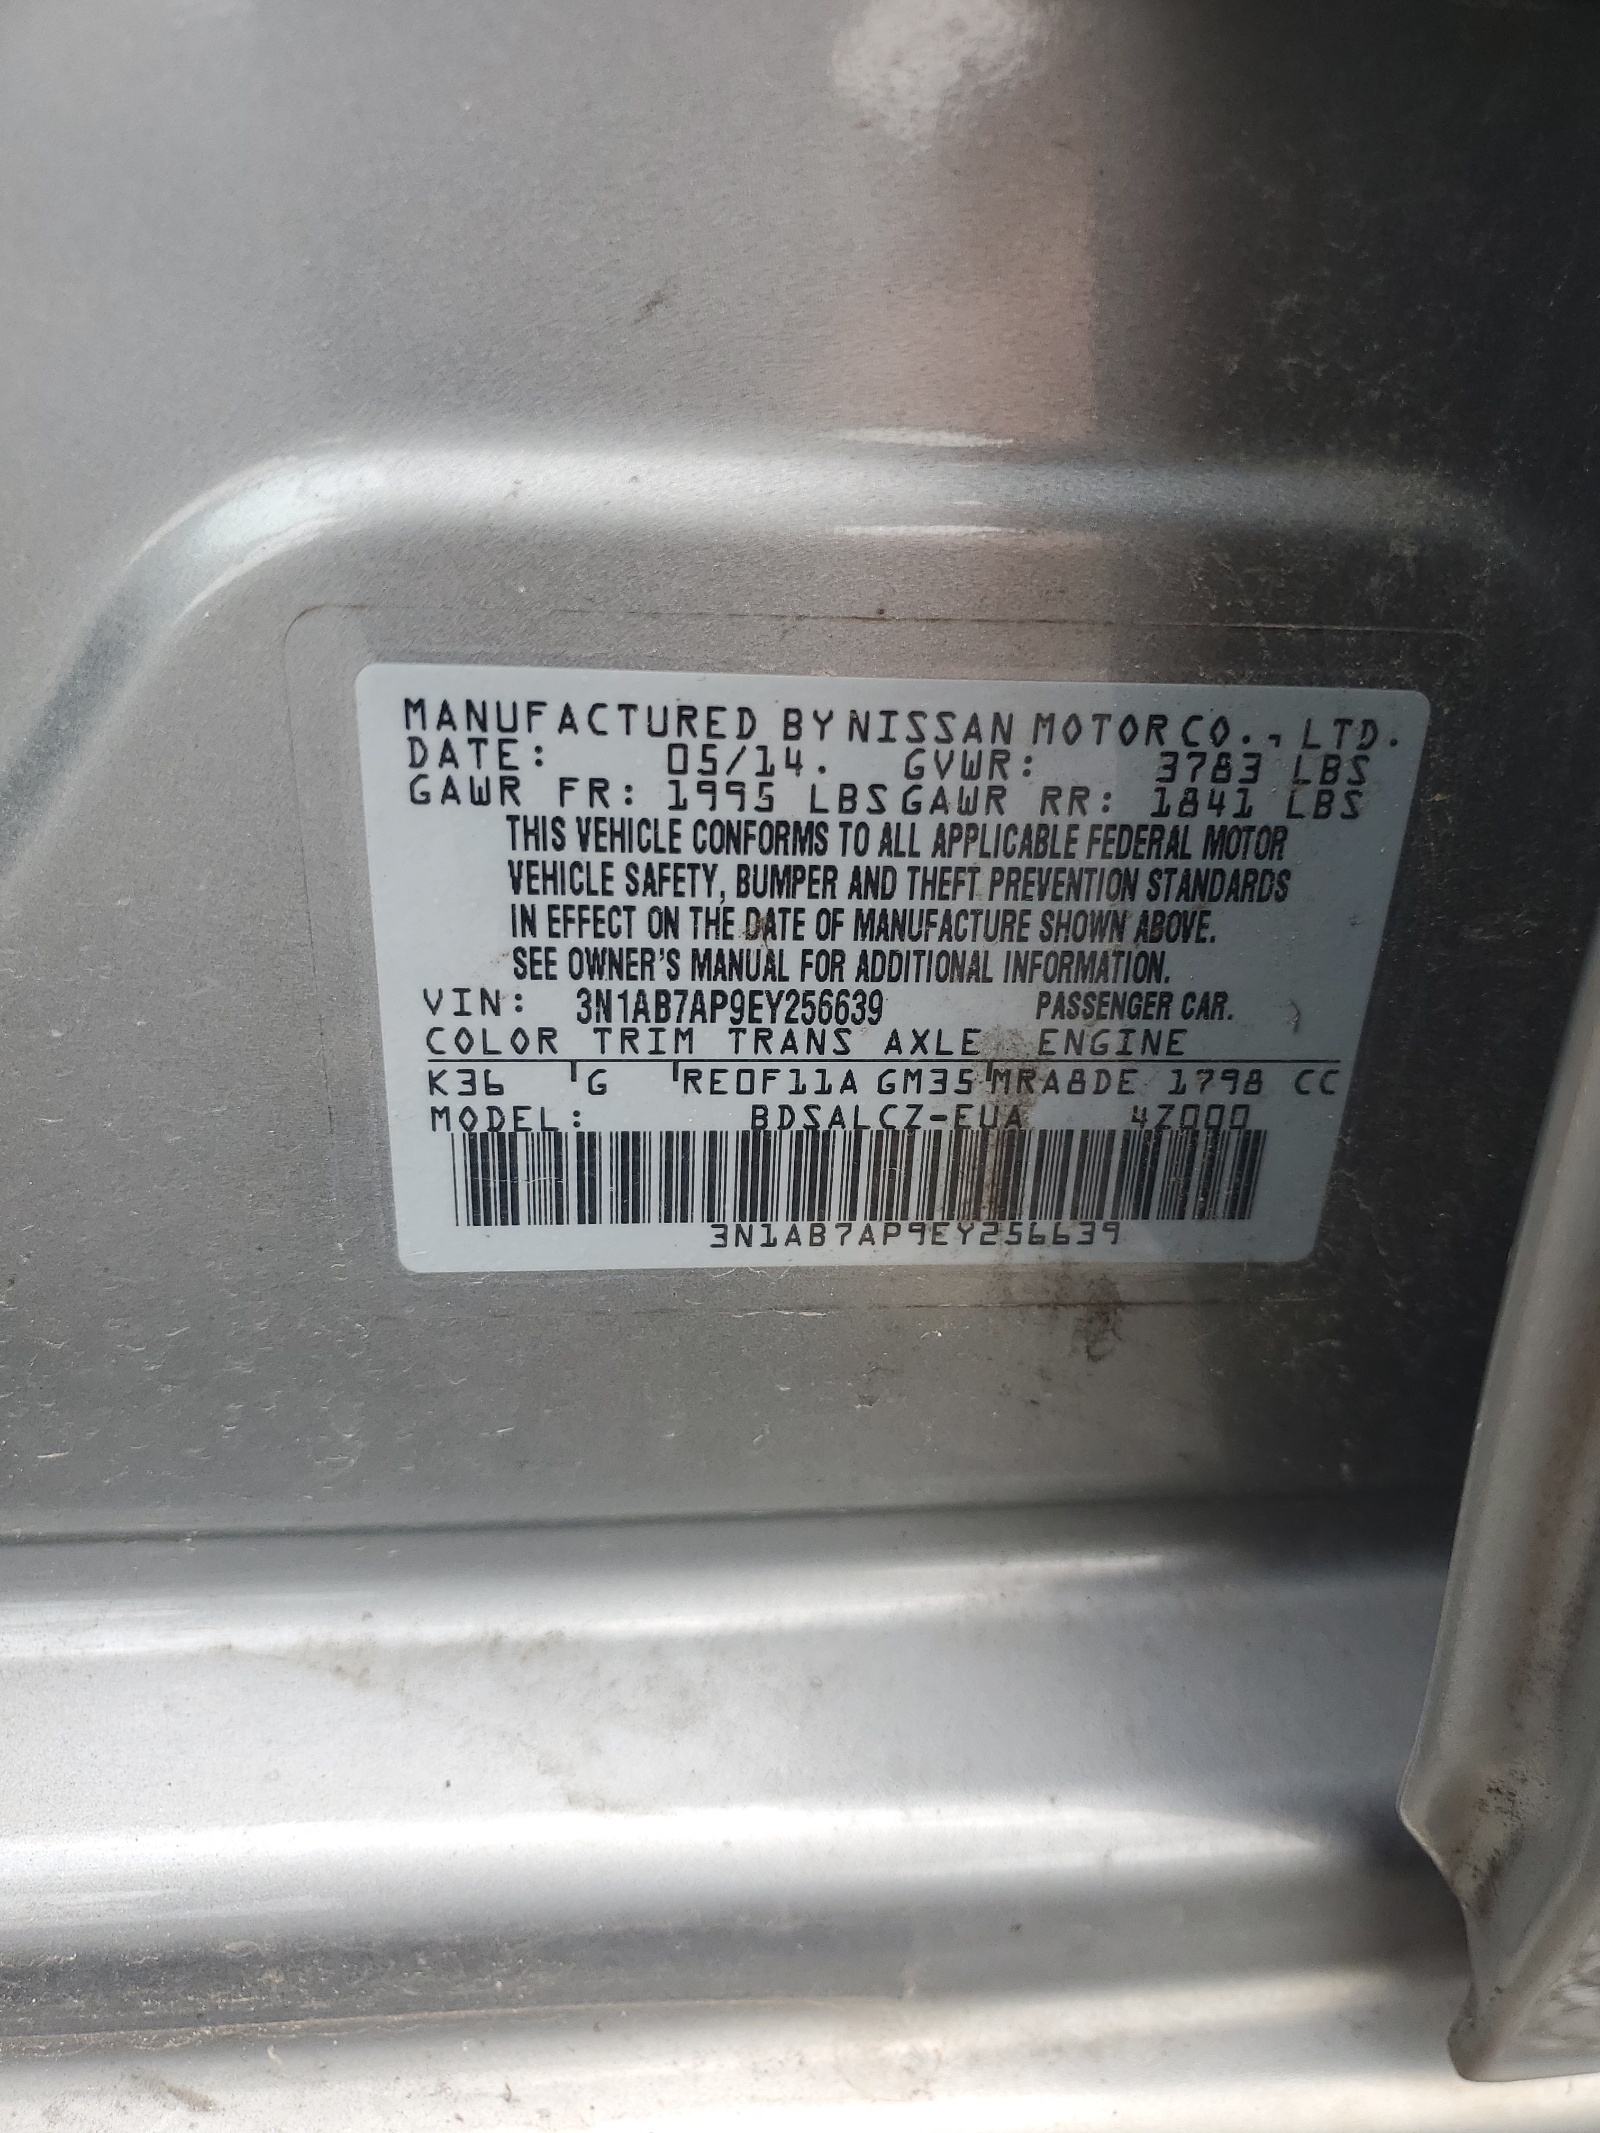 MANUFACTURED BY NISSAN MOTOR CO., LTD.
DATE: 05/14. GVWR: 3783 LBS
GAWR FR: 1995 LBS GAWR RR: 1841 LBS
THIS VEHICLE CONFORMS TO ALL APPLICABLE FEDERAL MOTOR
VEHICLE SAFETY, BUMPER AND THEFT PREVENTION STANDARDS
IN EFFECT ON THE DATE OF MANUFACTURE SHOWN ABOVE.
SEE OWNER'S MANUAL FOR ADDITIONAL INFORMATION.
VIN: 3N1AB7AP9EY256639 PASSENGER CAR.
COLOR TRIM TRANS AXLE ENGINE
K36 G RE0F11A GM35 MRA8DE 1798 CC
MODEL: BDSALCZ-EUA 4Z000
3N1AB7AP9EY256639